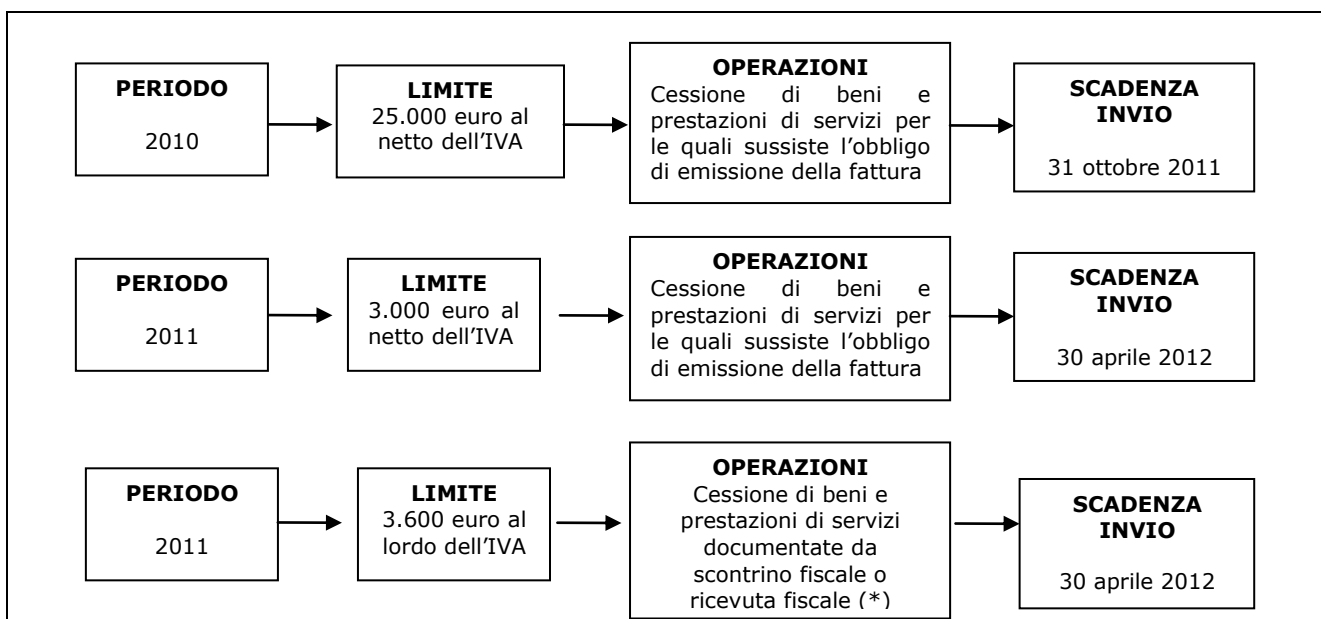 PERIODO
2010
LIMITE
25.000 euro al
netto dell'IVA
OPERAZIONI
Cessione di beni e
prestazioni di servizi per
le quali sussiste l'obbligo
di emissione della fattura
SCADENZA
INVIO
31 ottobre 2011
PERIODO
2011
LIMITE
3.000 euro al
netto dell'IVA
OPERAZIONI
Cessione di beni e
prestazioni di servizi per
le quali sussiste l'obbligo
di emissione della fattura
SCADENZA
INVIO
30 aprile 2012
PERIODO
2011
LIMITE
3.600 euro al
lordo dell'IVA
OPERAZIONI
Cessione di beni e
prestazioni di servizi
documentate da
scontrino fiscale o
ricevuta fiscale (*)
SCADENZA
INVIO
30 aprile 2012